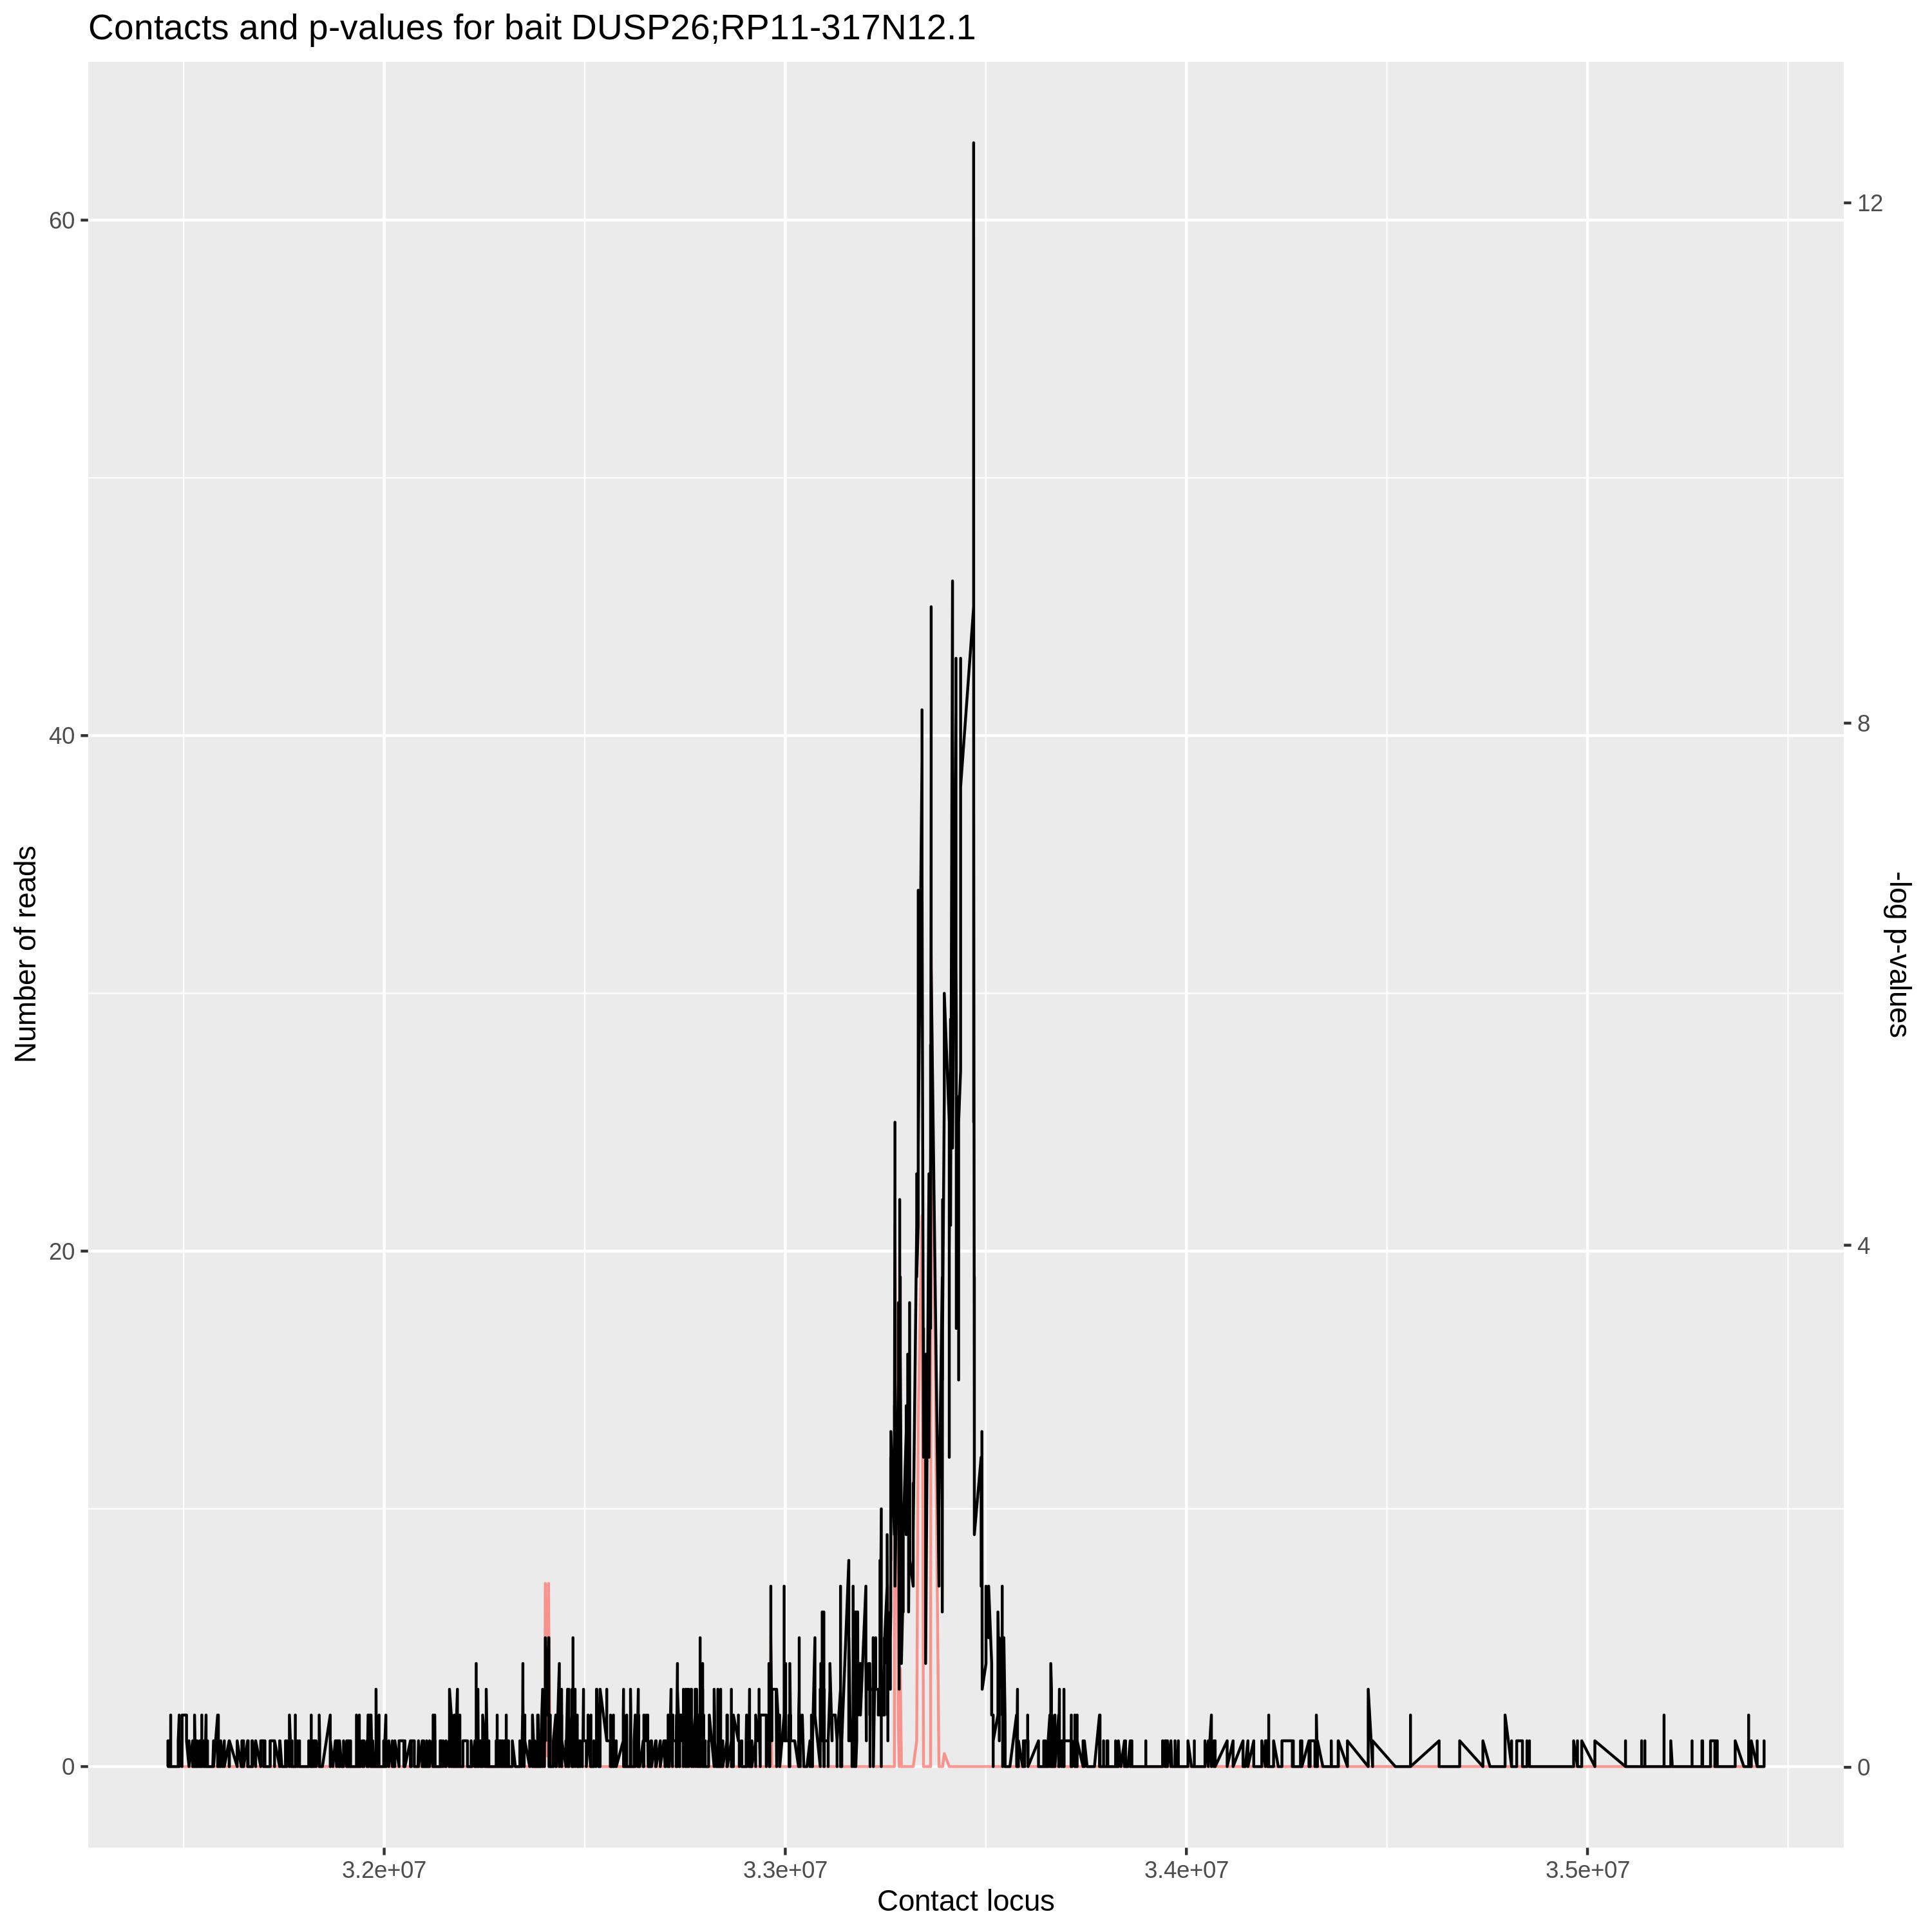 Contacts and p-values for bait DUSP26;RP11-317N12.1
60
40
20
0
Number of reads
12
8
4
0
-log p-values
3.2e+07
3.3e+07
3.4e+07
3.5e+07
Contact locus